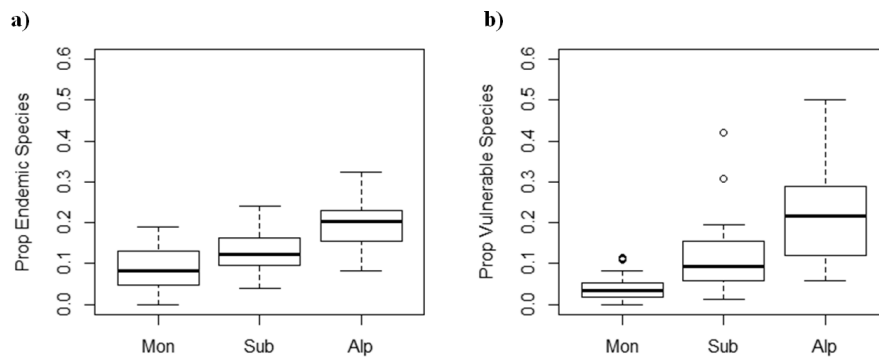 a)
Prop Endemic Species
0.6
0.5
0.4
0.3
0.2
0.1
0.0
Mon Sub Alp
b)
Prop Vulnerable Species
0.6
0.5
0.4
0.3
0.2
0.1
0.0
Mon Sub Alp